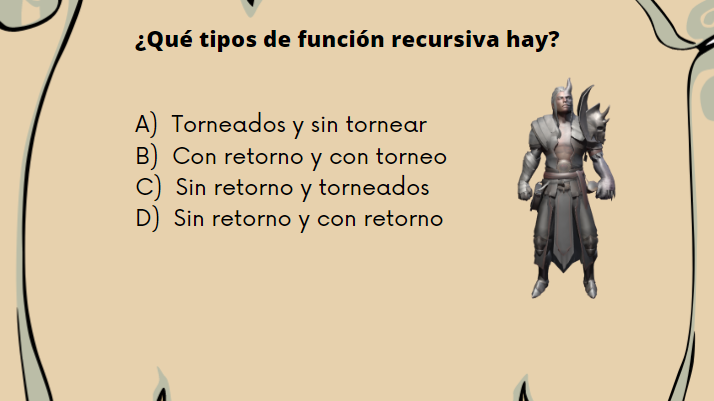 ¿Qué tipos de función recursiva hay?
A) Torneados y sin tornear
B) Con retorno y con torneo
C) Sin retorno y torneados
D) Sin retorno y con retorno